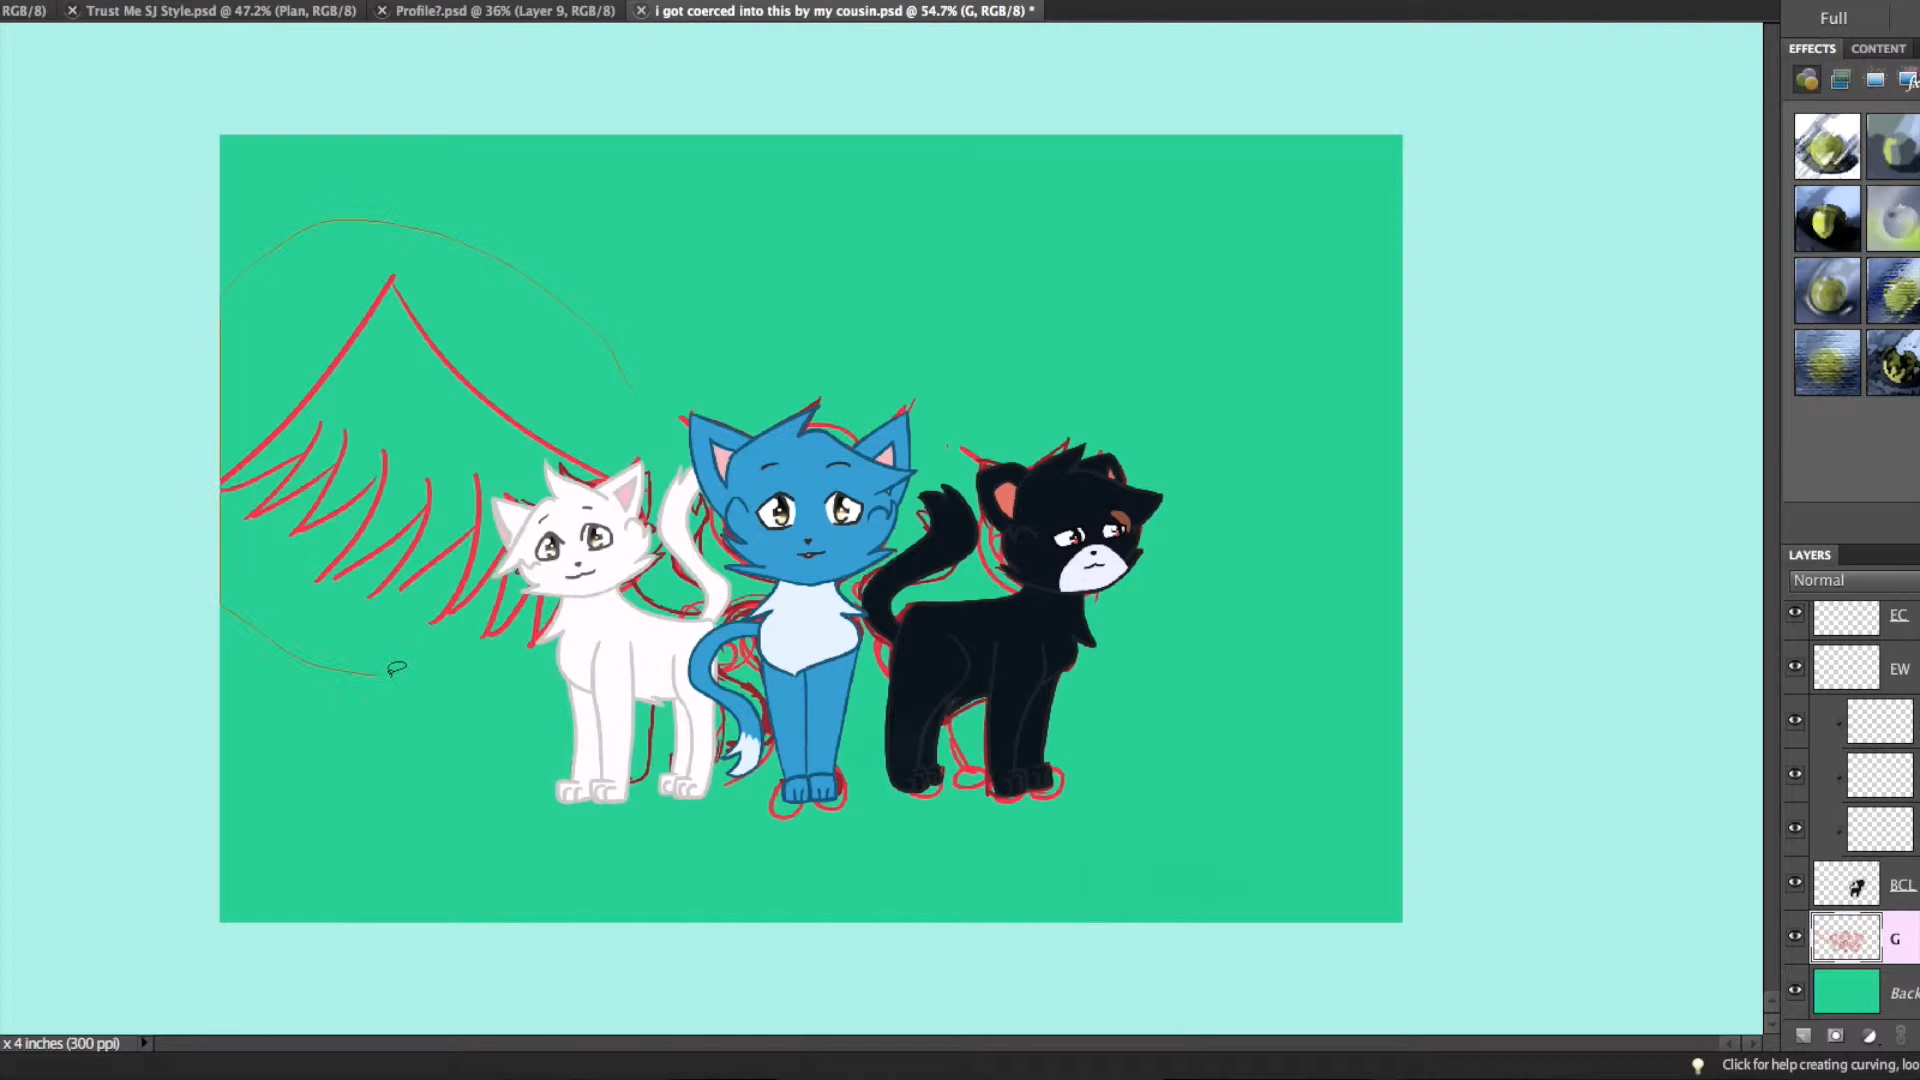 RGB/8)
Trust Me SJ Style.psd @ 47.2% (Plan, RGB/8)
Profile?.psd @ 36% (Layer 9, RGB/8)
i got coerced into this by my cousin.psd @ 54.7% (G, RGB/8) *
Full
EFFECTS
CONTENT
fx
LAYERS
Normal
EC
EW
BCL
G
Back
x 4 inches (300 ppi)
Click for help creating curving, loo